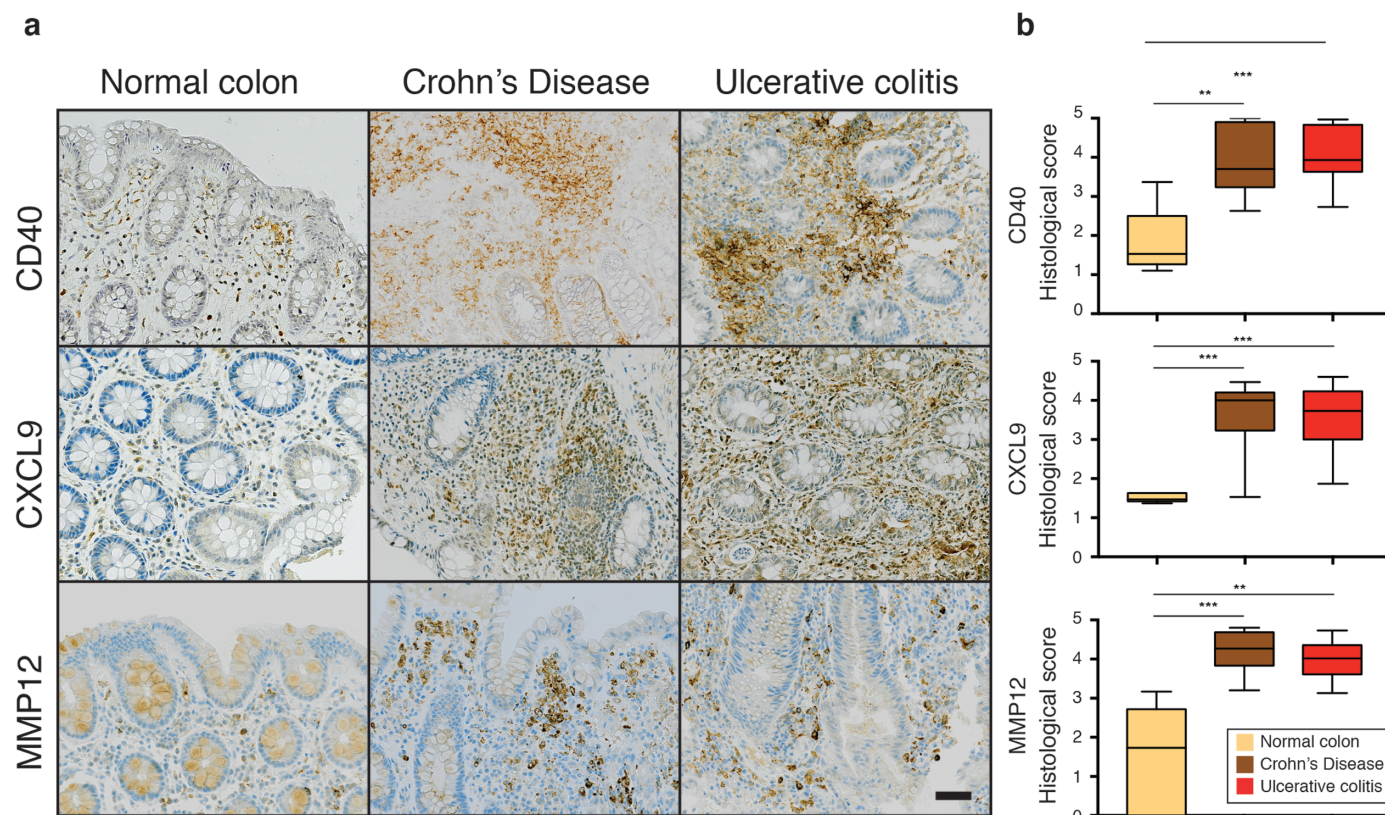 a
Normal colon
Crohn's Disease
Ulcerative colitis
CD40
CXCL9
MMP12
b
***
**
CD40
Histological score
5
4
3
2
1
0
***
***
CXCL9
Histological score
5
4
3
2
1
0
**
***
MMP12
Histological score
5
4
3
2
1
0
Normal colon
Crohn's Disease
Ulcerative colitis